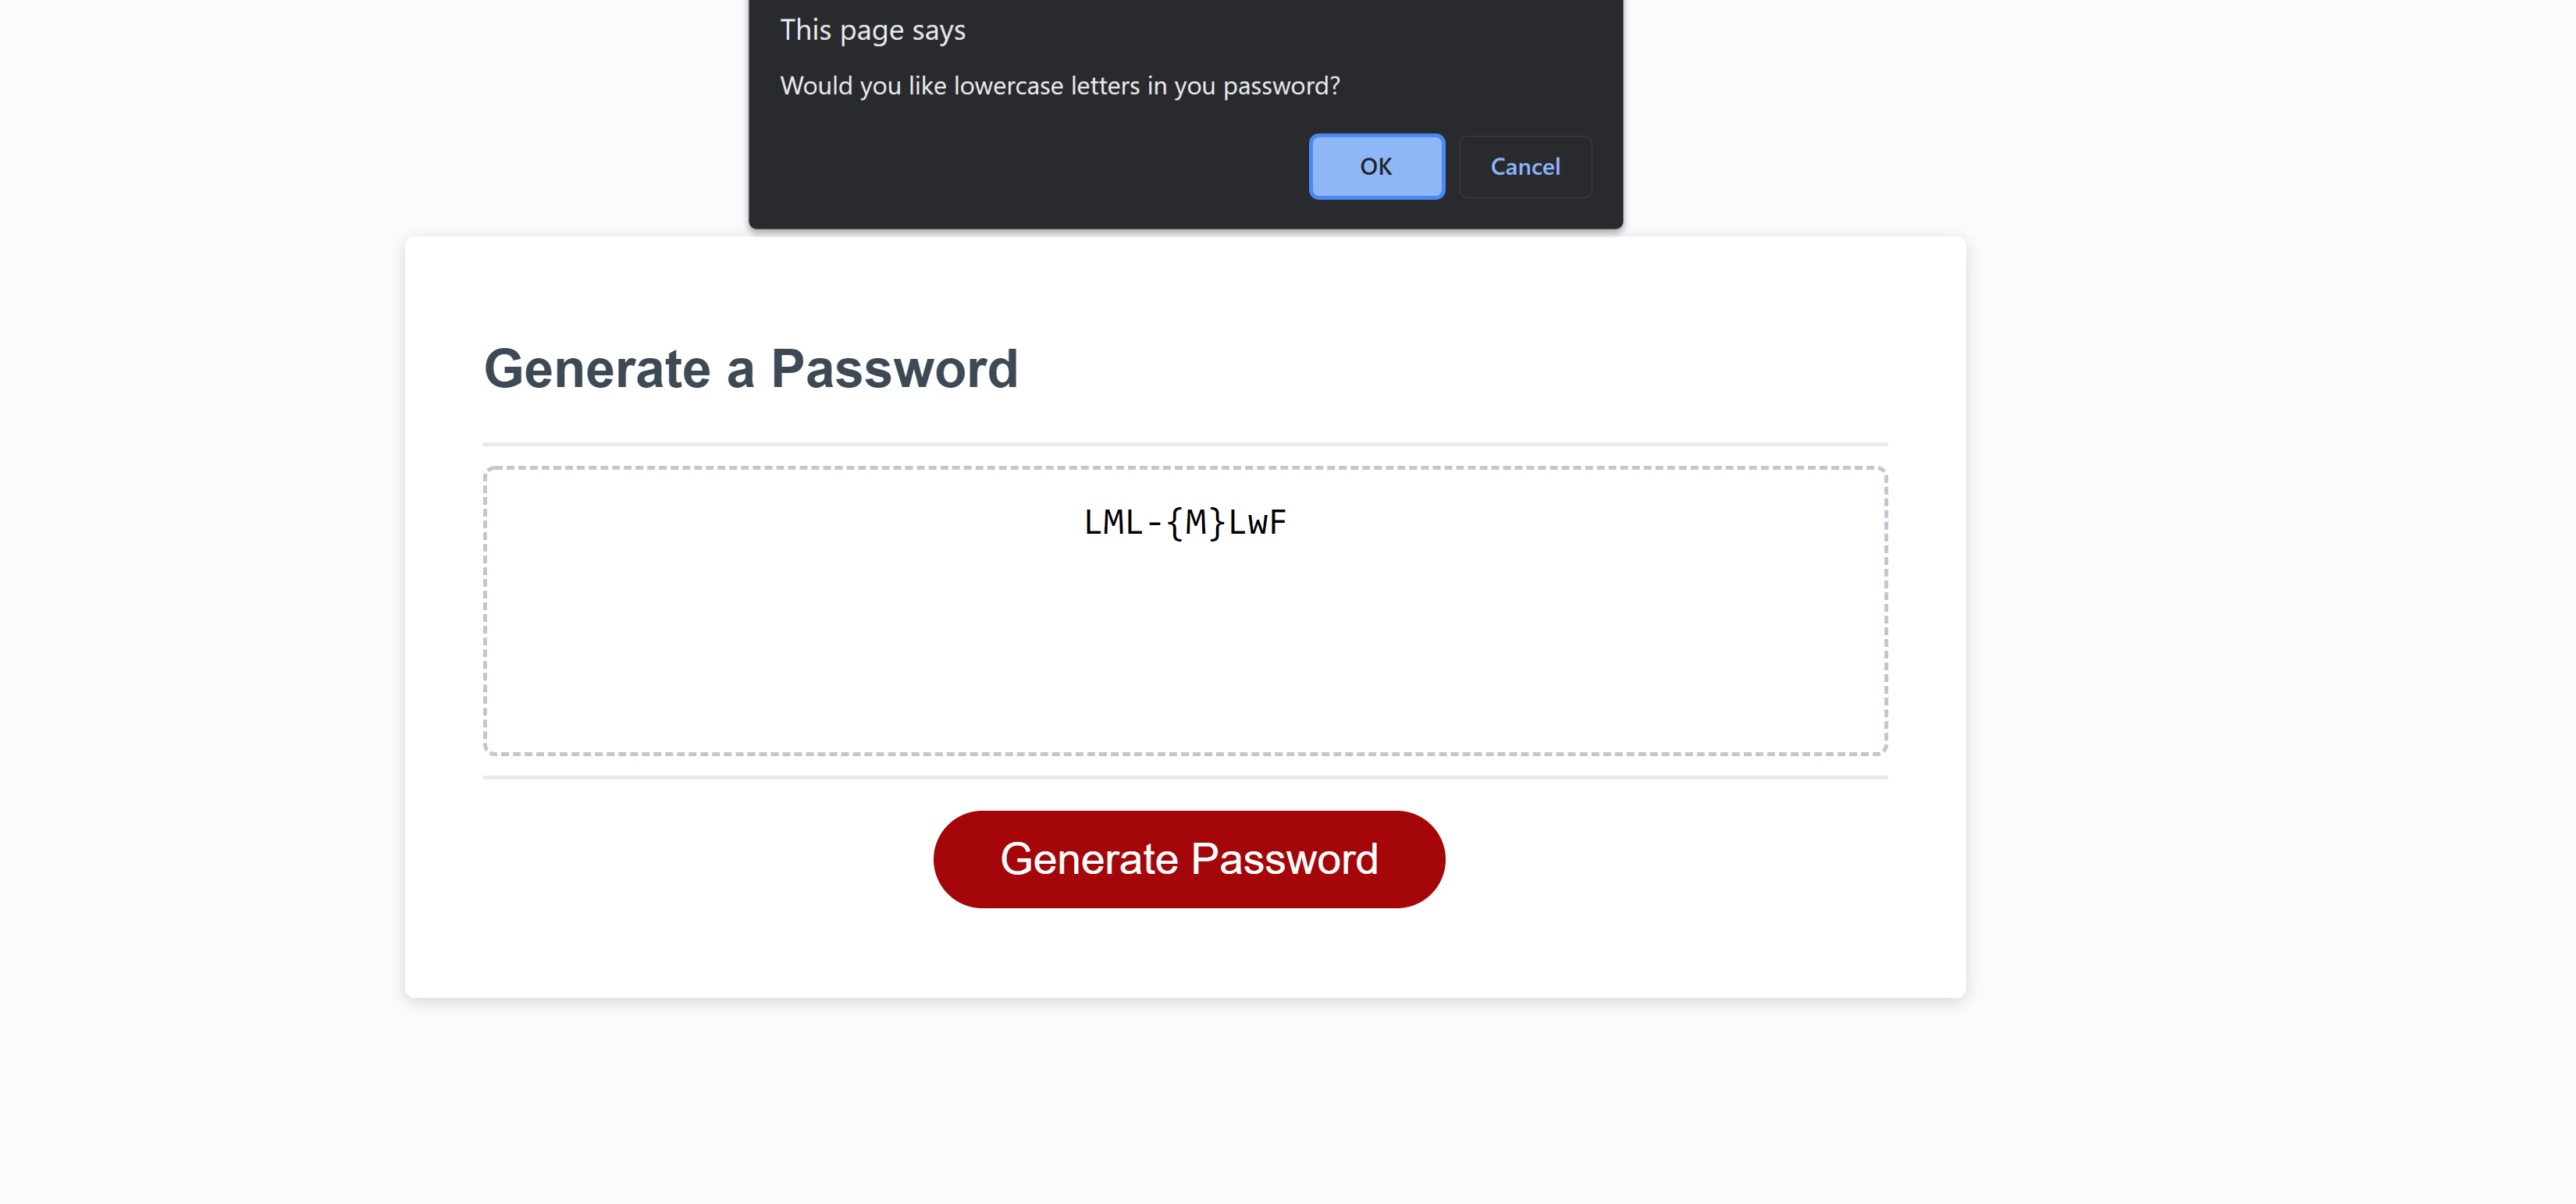 This page says
Would you like lowercase letters in you password?
OK Cancel
Generate a Password
LML-{M}LwF
Generate Password